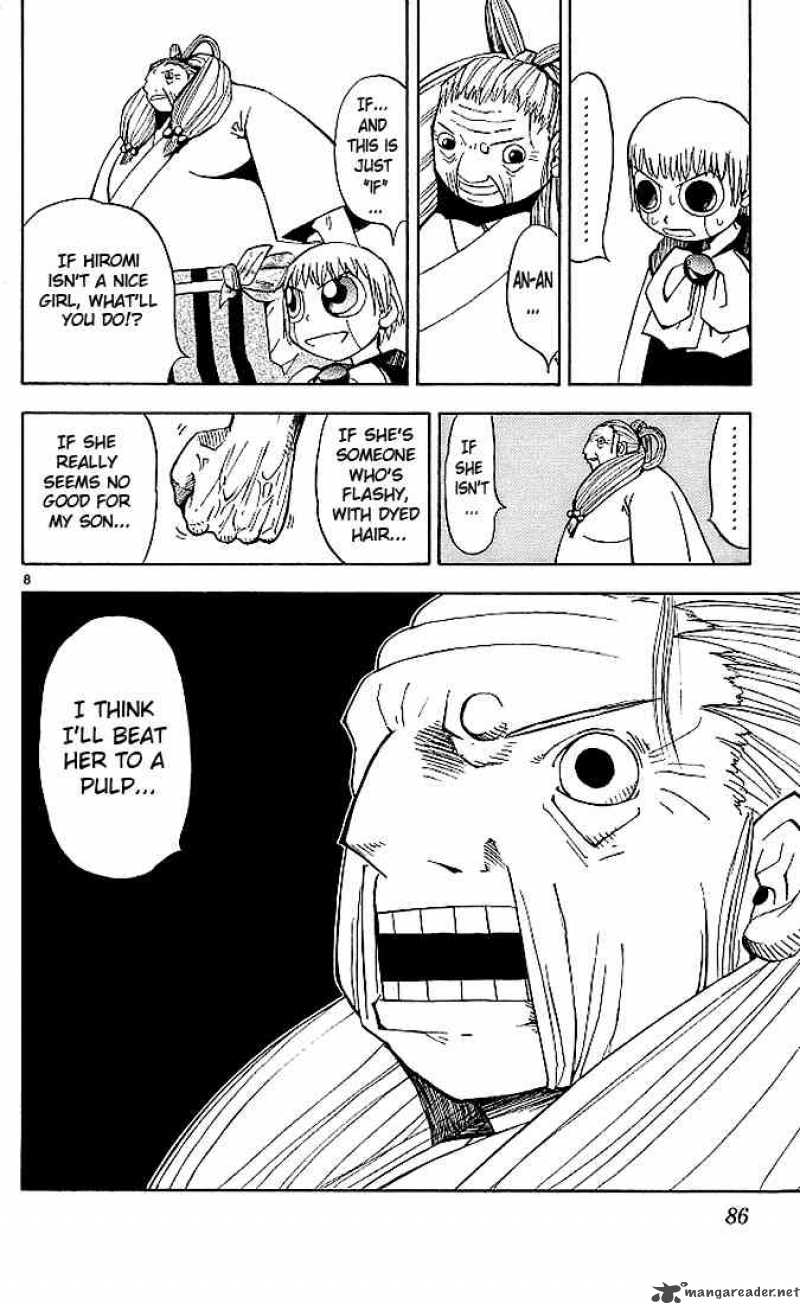 .........
AN-AN
...
IF...
AND
THIS IS
JUST
"IF"
...
IF HIROMI
ISN'T A NICE
GIRL, WHAT'LL
YOU DO!?
........
IF
SHE
ISN'T
...
IF SHE'S
SOMEONE
WHO'S
FLASHY,
WITH DYED
HAIR...
IF SHE
REALLY
SEEMS NO
GOOD FOR
MY SON...
8
I THINK
I'LL BEAT
HER TO A
PULP...
86
mangareader.net